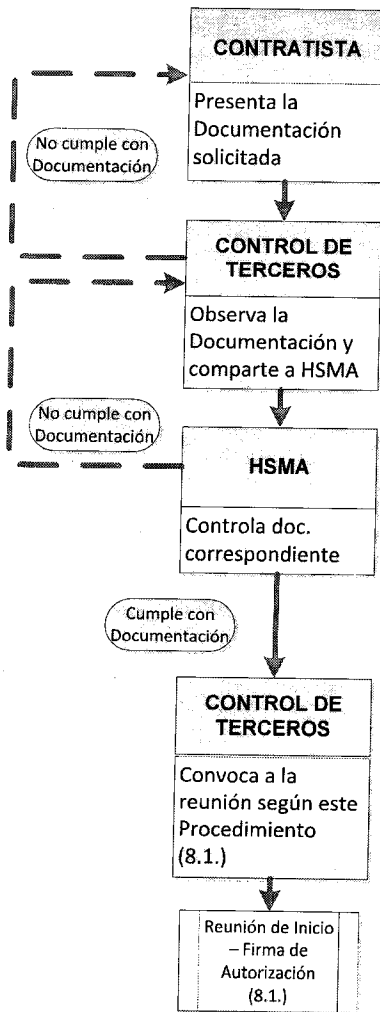 CONTRATISTA
Presenta la
Documentación
solicitada
No cumple con
Documentación
CONTROL DE
TERCEROS
Observa la
Documentación y
comparte a HSMA
No cumple con
Documentación
HSMA
Controla doc.
correspondiente
Cumple con
Documentación
CONTROL DE
TERCEROS
Convoca a la
reunión según este
Procedimiento
(8.1.)
Reunión de Inicio
– Firma de
Autorización
(8.1.)